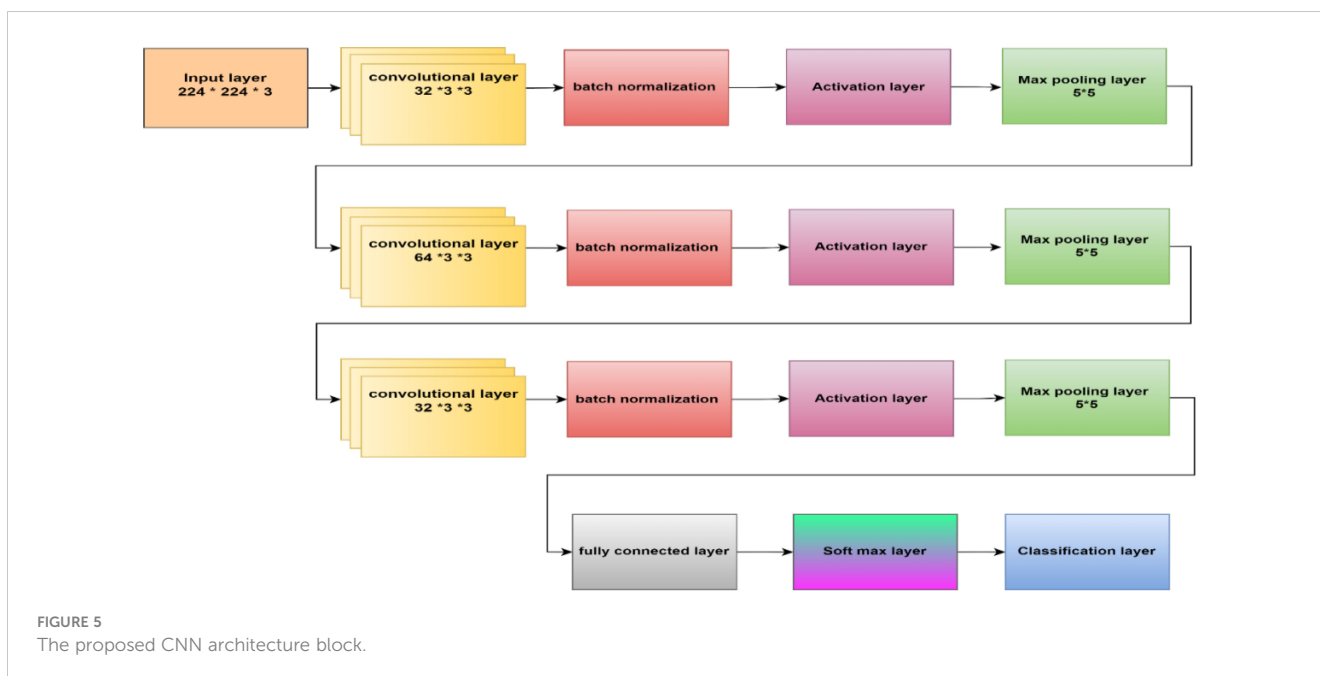 Input layer
224 * 224 * 3
convolutional layer
32 *3 *3
batch normalization
Activation layer
Max pooling layer
5*5
convolutional layer
64 *3 *3
batch normalization
Activation layer
Max pooling layer
5*5
convolutional layer
32 *3 *3
batch normalization
Activation layer
Max pooling layer
5*5
fully connected layer
Soft max layer
Classification layer
FIGURE 5
The proposed CNN architecture block.